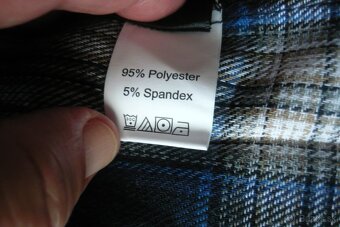 95% Polyester
5% Spandex